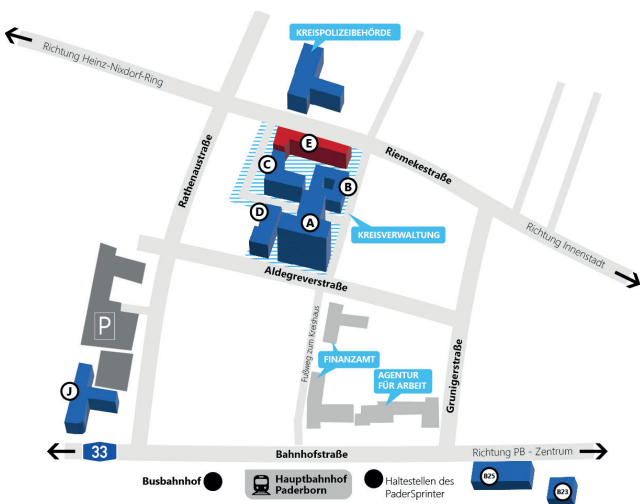 KREISPOLIZEIBEHÖRDE
Richtung Heinz-Nixdorf-Ring
E
Riemekestraße
Rathenaustraße
C
B
D
A
KREISVERWALTUNG
Richtung Innenstadt
Aldegreverstraße
P
Fußweg zum Kreishaus
FINANZAMT
AGENTUR
FÜR ARBEIT
Grunigerstraße
J
33
Bahnhofstraße
Richtung PB - Zentrum
Busbahnhof
Hauptbahnhof
Paderborn
Haltestellen des
PaderSprinter
B25
B23